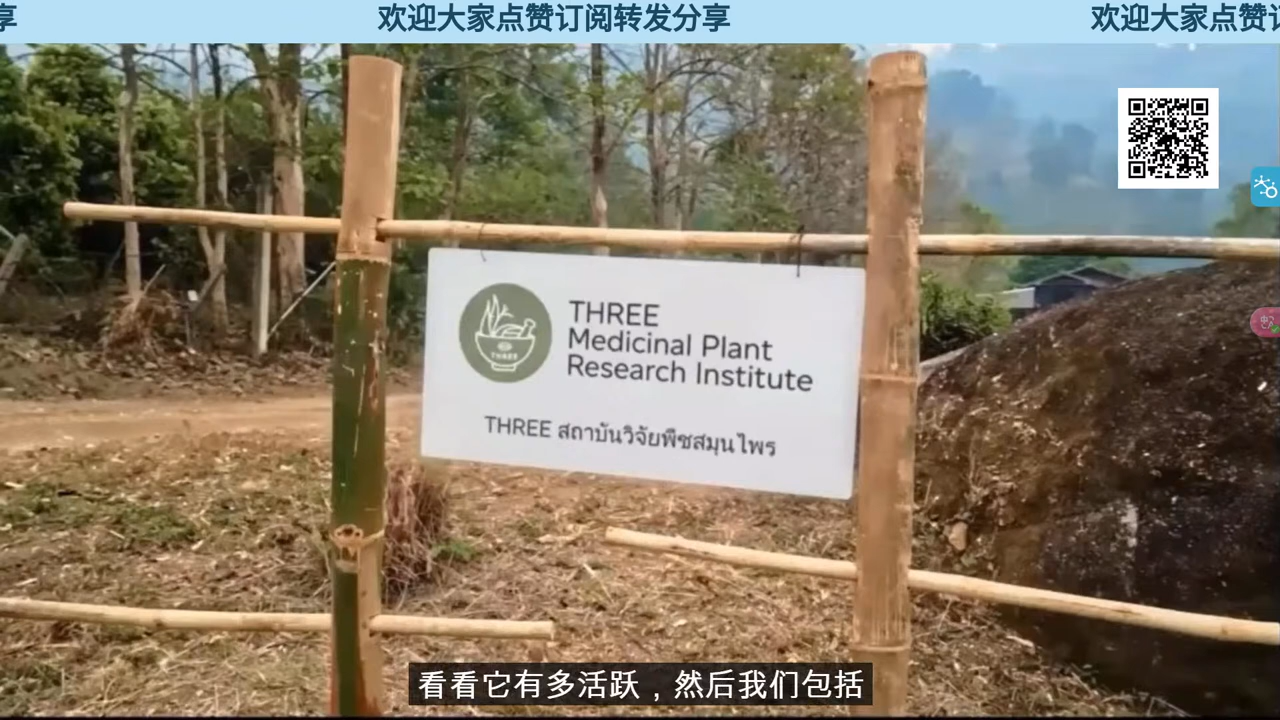 享
欢迎大家点赞订阅转发分享
欢迎大家点赞订
THREE
Medicinal Plant
Research Institute
THREE
THREE สถาบันวิจัยพืชสมุนไพร
看看它有多活跃，然后我们包括